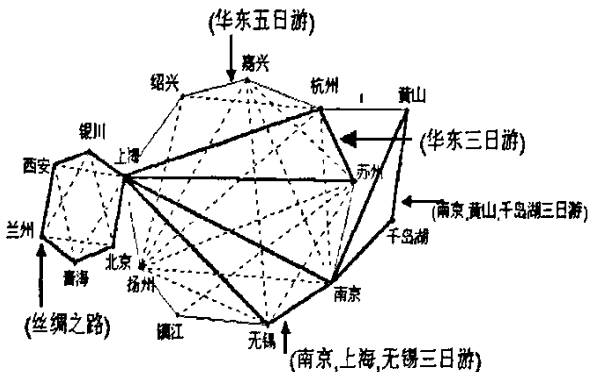 (华东五日游)
嘉兴
绍兴
杭州
黄山
银川
上海
(华东三日游)
西安
苏州
(南京,黄山,千岛湖三日游)
兰州
千岛湖
北京
青海
扬州
南京
(丝绸之路)
镇江
无锡
(南京,上海,无锡三日游)